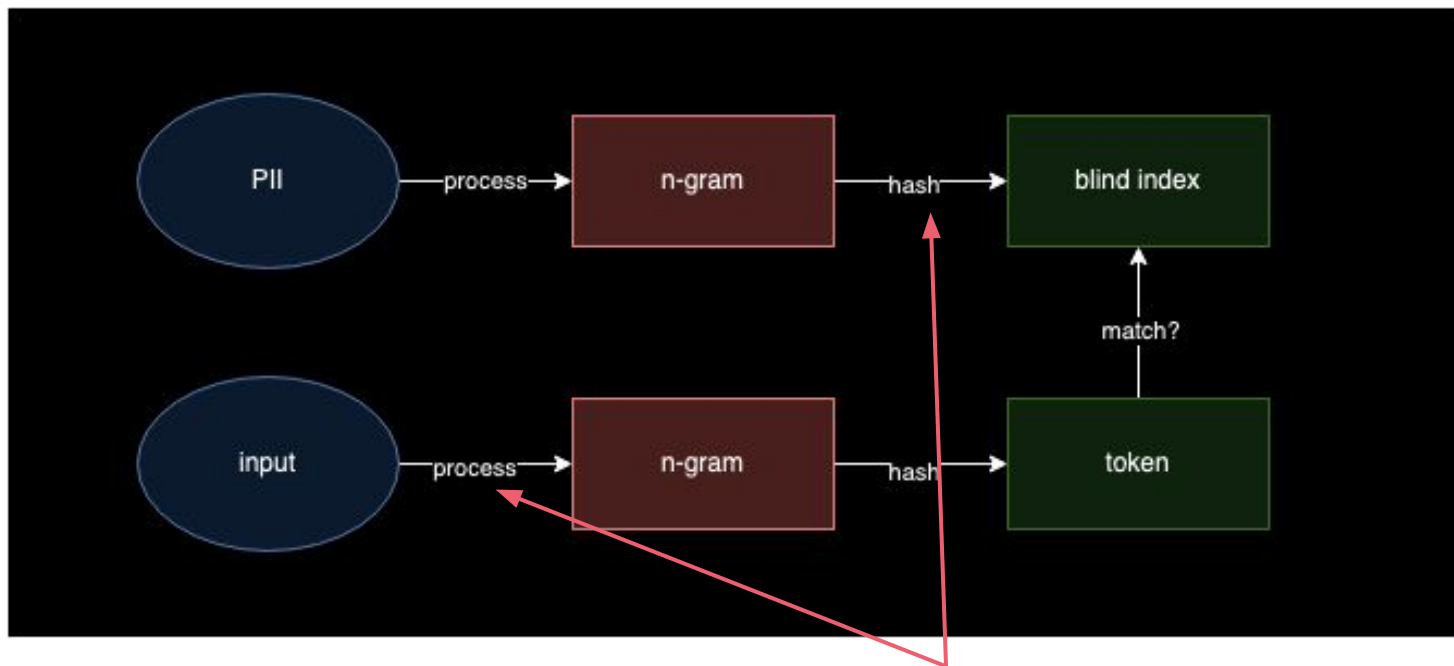 PII
process
n-gram
hash
blind index
match?
input
process
n-gram
hash
token